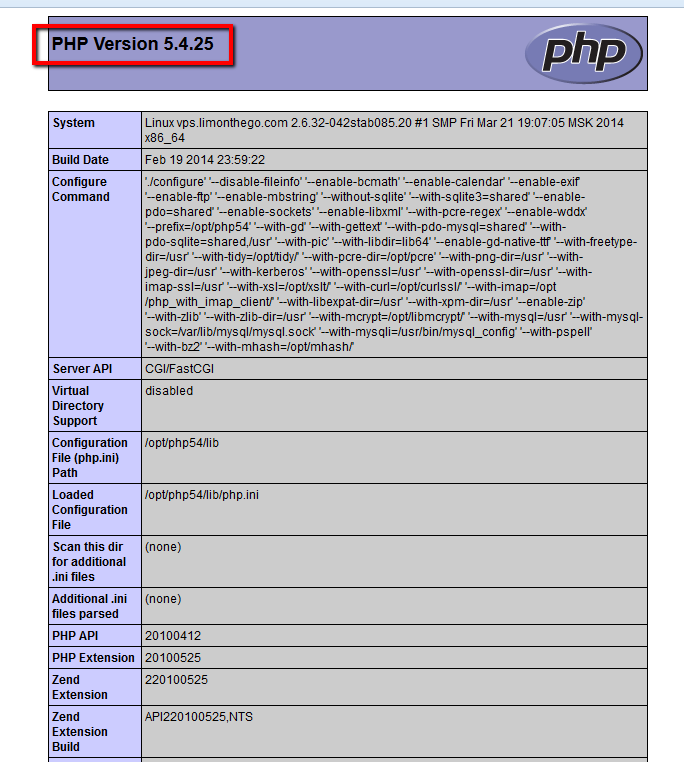 PHP Version 5.4.25
php
System
Linux vps.limonthego.com 2.6.32-042stab085.20 #1 SMP Fri Mar 21 19:07:05 MSK 2014
x86_64
Build Date
Feb 19 2014 23:59:22
Configure
Command
'./configure' '--disable-fileinfo' '--enable-bcmath' '--enable-calendar' '--enable-exif'
'--enable-ftp' '--enable-mbstring' '--without-sqlite' '--with-sqlite3=shared' '--enable-
pdo=shared' '--enable-sockets' '--enable-libxml' '--with-pcre-regex' '--enable-wddx'
'--prefix=/opt/php54' '--with-gd' '--with-gettext' '--with-pdo-mysql=shared' '--with-
pdo-sqlite=shared,/usr' '--with-pic' '--with-libdir=lib64' '--enable-gd-native-ttf' '--with-freetype-
dir=/usr' '--with-tidy=/opt/tidy/' '--with-pcre-dir=/opt/pcre' '--with-png-dir=/usr' '--with-
jpeg-dir=/usr' '--with-kerberos' '--with-openssl=/usr' '--with-openssl-dir=/usr' '--with-
imap-ssl=/usr' '--with-xsl=/opt/xslt/' '--with-curl=/opt/curlssl/' '--with-imap=/opt
/php_with_imap_client/' '--with-libexpat-dir=/usr' '--with-xpm-dir=/usr' '--enable-zip'
'--with-zlib' '--with-zlib-dir=/usr' '--with-mcrypt=/opt/libmcrypt/' '--with-mysql=/usr' '--with-mysql-
sock=/var/lib/mysql/mysql.sock' '--with-mysqli=/usr/bin/mysql_config' '--with-pspell'
'--with-bz2' '--with-mhash=/opt/mhash/'
Server API
CGI/FastCGI
Virtual
Directory
Support
disabled
Configuration
File (php.ini)
Path
/opt/php54/lib
Loaded
Configuration
File
/opt/php54/lib/php.ini
Scan this dir
for additional
.ini files
(none)
Additional .ini
files parsed
(none)
PHP API
20100412
PHP Extension
20100525
Zend
Extension
220100525
Zend
Extension
Build
API220100525,NTS